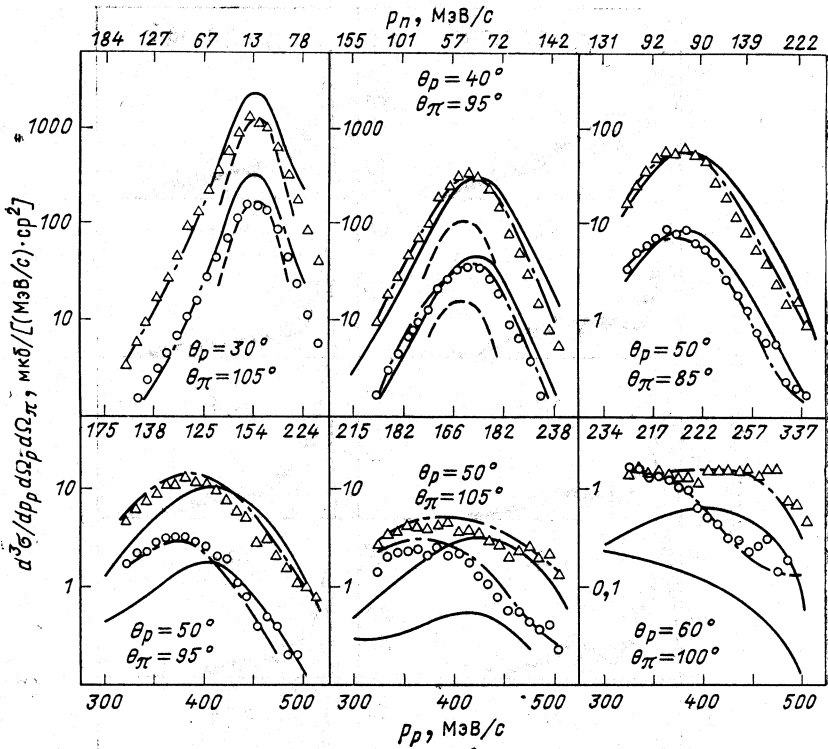 p_n, МэВ/с
184 127 67 13 78 155 101 57 72 142 131 92 90 139 222
1000 1000 100
100 100 10
10 10 1
θ_p = 30°
θ_π = 105°
θ_p = 40°
θ_π = 95°
θ_p = 50°
θ_π = 85°
d³σ/dp_p dΩ_p dΩ_π, мкб/[(МэВ/с)·ср²]
175 138 125 154 224 215 182 166 182 238 234 217 222 257 337
10 10 1
1 1 0,1
θ_p = 50°
θ_π = 95°
θ_p = 50°
θ_π = 105°
θ_p = 60°
θ_π = 100°
300 400 500 300 400 500 300 400 500
p_p, МэВ/с